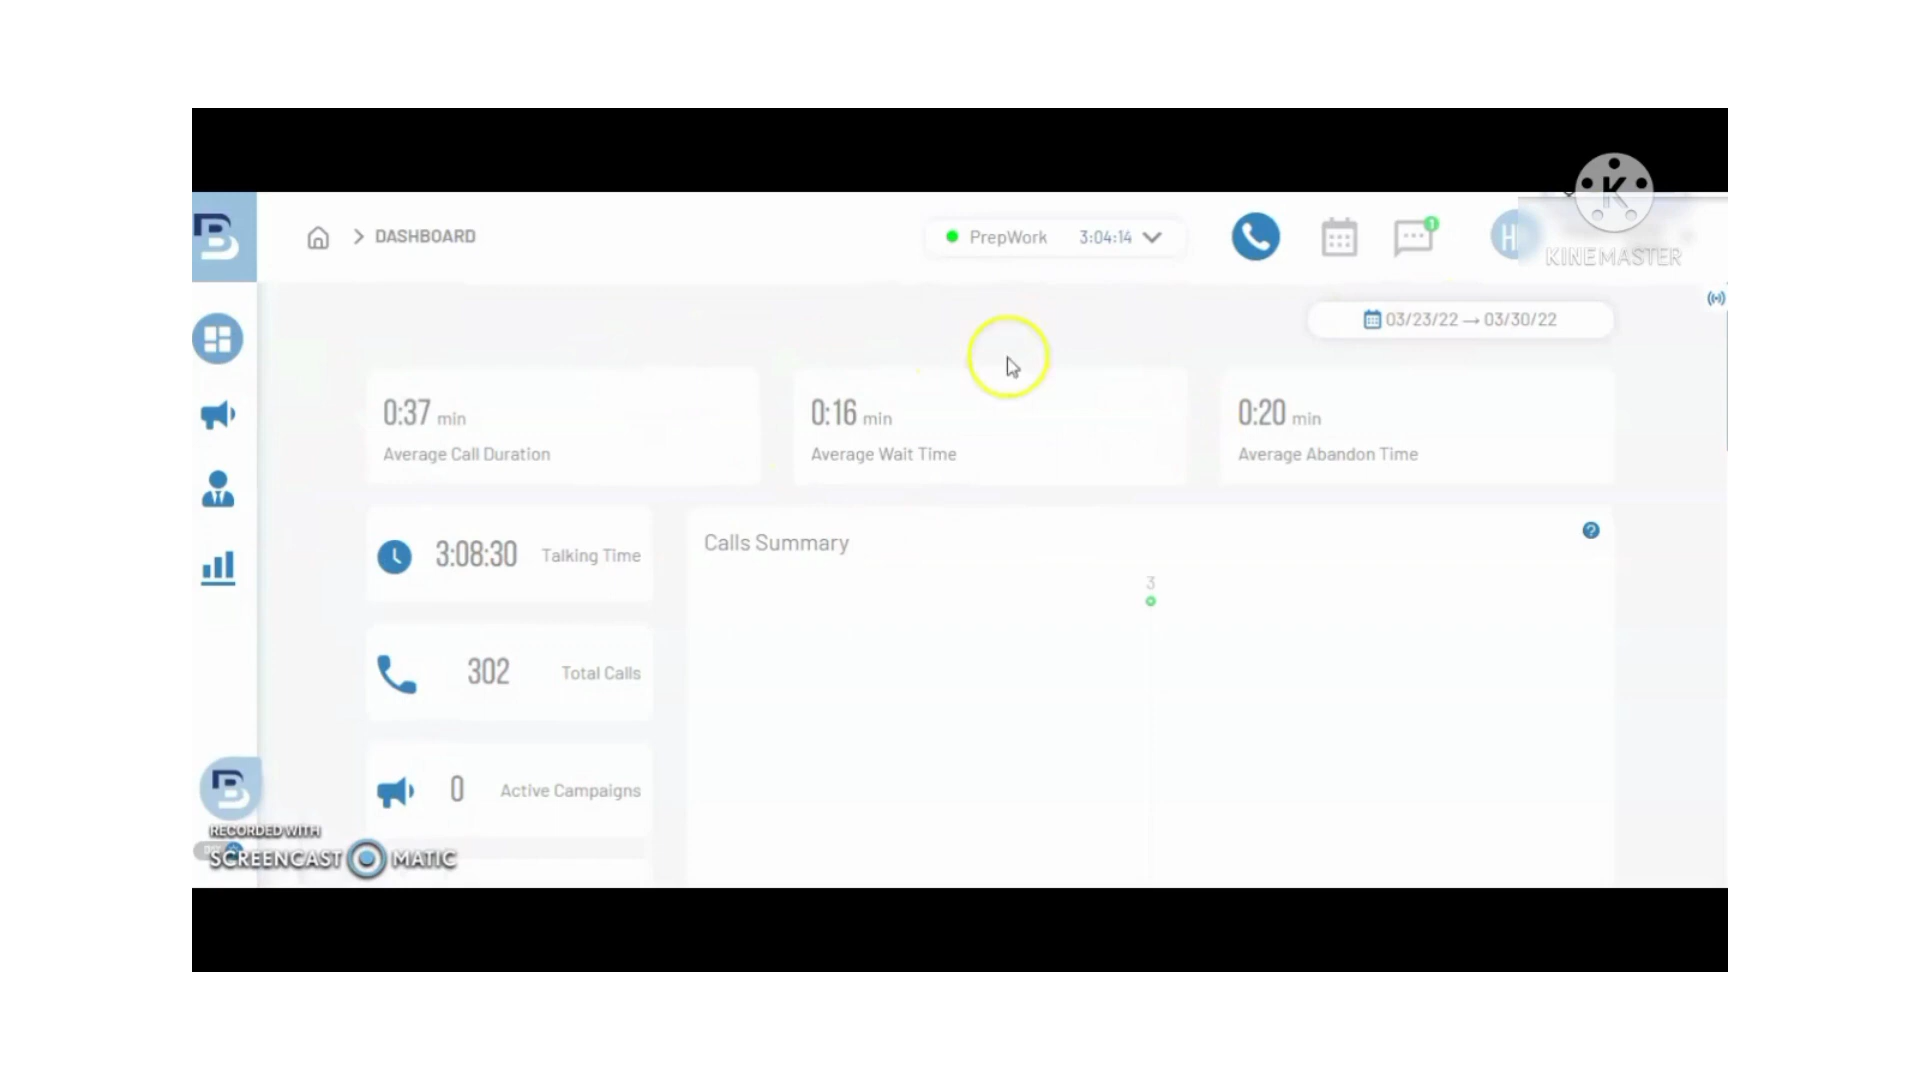 DASHBOARD
PrepWork 3:04:14
1
H
KINEMASTER
03/23/22 → 03/30/22
0:37 min
Average Call Duration
0:16 min
Average Wait Time
0:20 min
Average Abandon Time
3:08:30 Talking Time
Calls Summary
3
302 Total Calls
0 Active Campaigns
RECORDED WITH
SCREENCAST MATIC